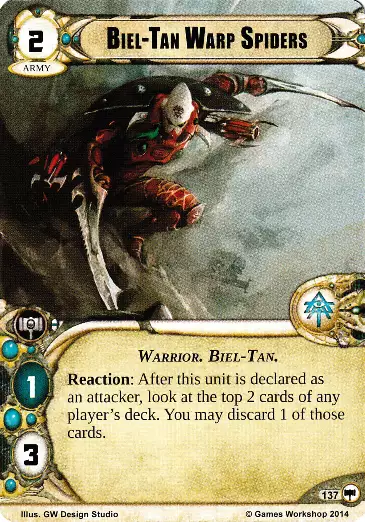 2
BIEL-TAN WARP SPIDERS
ARMY
WARRIOR. BIEL-TAN.
Reaction: After this unit is declared as
an attacker, look at the top 2 cards of any
player's deck. You may discard 1 of those
cards.
1
3
137
Illus. GW Design Studio
© Games Workshop 2014